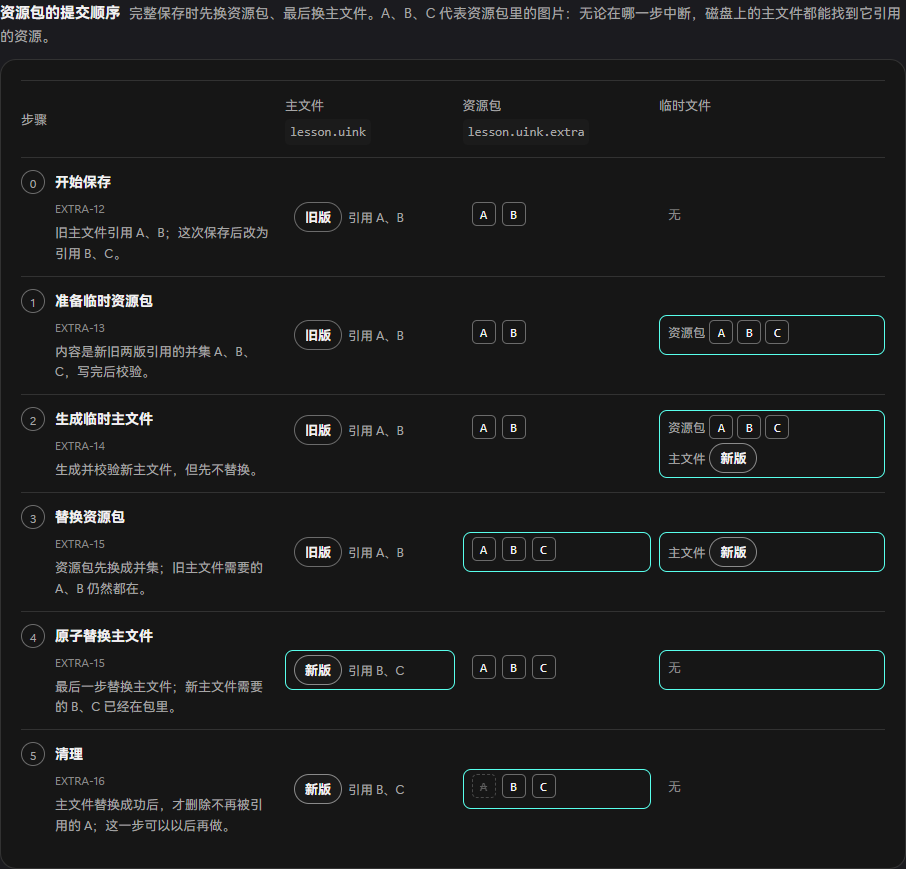 资源包的提交顺序 完整保存时先换资源包、最后换主文件。A、B、C 代表资源包里的图片：无论在哪一步中断，磁盘上的主文件都能找到它引用
的资源。
步骤
主文件
lesson.uink
资源包
lesson.uink.extra
临时文件
0 开始保存
EXTRA-12
旧主文件引用 A、B；这次保存后改为
引用 B、C。
旧版 引用 A、B
A B
无
1 准备临时资源包
EXTRA-13
内容是新旧两版引用的并集 A、B、
C，写完后校验。
旧版 引用 A、B
A B
资源包 A B C
2 生成临时主文件
EXTRA-14
生成并校验新主文件，但先不替换。
旧版 引用 A、B
A B
资源包 A B C
主文件 新版
3 替换资源包
EXTRA-15
资源包先换成并集；旧主文件需要的
A、B 仍然都在。
旧版 引用 A、B
A B C
主文件 新版
4 原子替换主文件
EXTRA-15
最后一步替换主文件；新主文件需要
的 B、C 已经在包里。
新版 引用 B、C
A B C
无
5 清理
EXTRA-16
主文件替换成功后，才删除不再被引
用的 A；这一步可以以后再做。
新版 引用 B、C
A B C
无